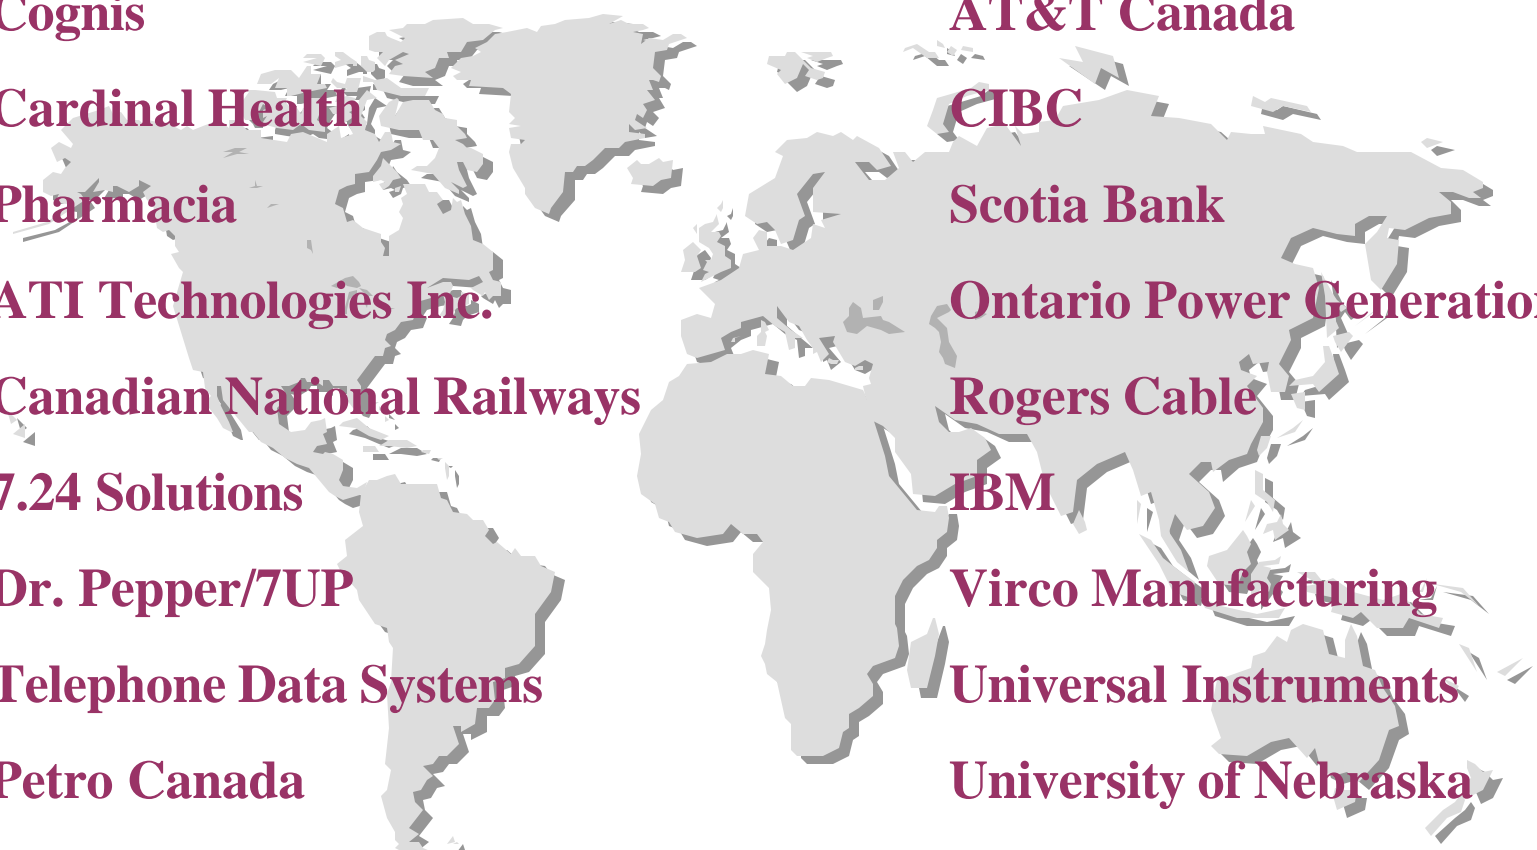 Cognis
Cardinal Health
Pharmacia
ATI Technologies Inc.
Canadian National Railways
7.24 Solutions
Dr. Pepper/7UP
Telephone Data Systems
Petro Canada
AT&T Canada
CIBC
Scotia Bank
Ontario Power Generation
Rogers Cable
IBM
Virco Manufacturing
Universal Instruments
University of Nebraska